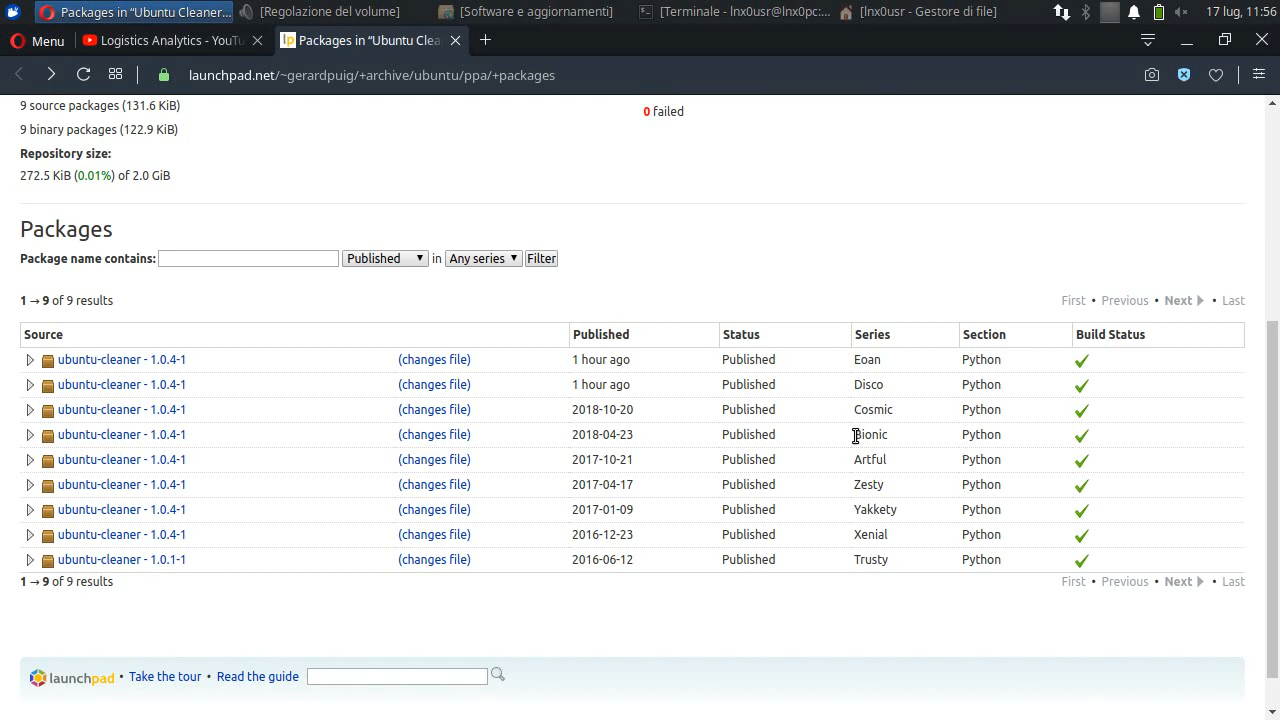 Packages in “Ubuntu Cleaner... [Regolazione del volume] [Software e aggiornamenti] [Terminale - lnx0usr@lnx0pc:... [lnx0usr - Gestore di file] 17 lug, 11:56
Menu Logistics Analytics - YouTu Packages in “Ubuntu Clea
launchpad.net/~gerardpuig/+archive/ubuntu/ppa/+packages
9 source packages (131.6 KiB)
0 failed
9 binary packages (122.9 KiB)
Repository size:
272.5 KiB (0.01%) of 2.0 GiB
Packages
Package name contains: Published in Any series Filter
1 → 9 of 9 results First • Previous • Next • Last
Source Published Status Series Section Build Status
ubuntu-cleaner - 1.0.4-1 (changes file) 1 hour ago Published Eoan Python
ubuntu-cleaner - 1.0.4-1 (changes file) 1 hour ago Published Disco Python
ubuntu-cleaner - 1.0.4-1 (changes file) 2018-10-20 Published Cosmic Python
ubuntu-cleaner - 1.0.4-1 (changes file) 2018-04-23 Published Bionic Python
ubuntu-cleaner - 1.0.4-1 (changes file) 2017-10-21 Published Artful Python
ubuntu-cleaner - 1.0.4-1 (changes file) 2017-04-17 Published Zesty Python
ubuntu-cleaner - 1.0.4-1 (changes file) 2017-01-09 Published Yakkety Python
ubuntu-cleaner - 1.0.4-1 (changes file) 2016-12-23 Published Xenial Python
ubuntu-cleaner - 1.0.1-1 (changes file) 2016-06-12 Published Trusty Python
1 → 9 of 9 results First • Previous • Next • Last
launchpad • Take the tour • Read the guide